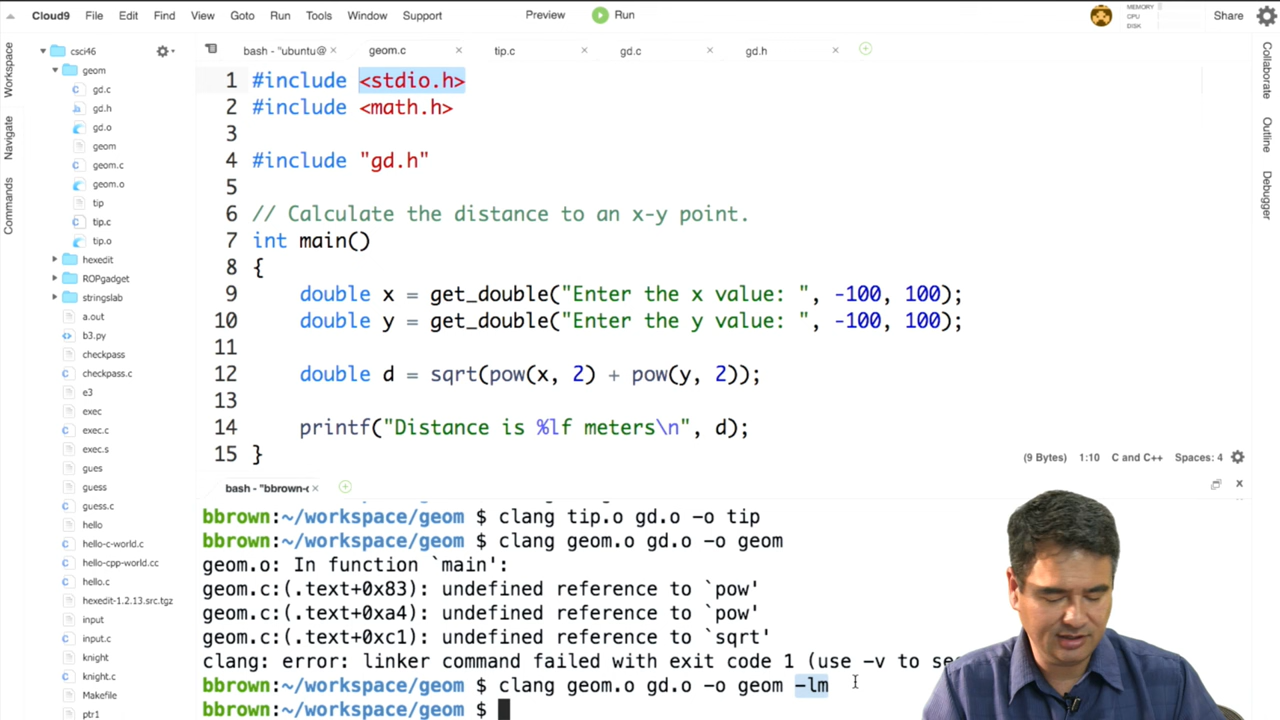 Cloud9 File Edit Find View Goto Run Tools Window Support Preview Run MEMORY CPU DISK Share
Workspace
Navigate
Commands
csci46
geom
gd.c
gd.h
gd.o
geom
geom.c
geom.o
tip
tip.c
tip.o
hexedit
ROPgadget
stringslab
a.out
b3.py
checkpass
checkpass.c
e3
exec
exec.c
exec.s
gues
guess
guess.c
hello
hello-c-world.c
hello-cpp-world.cc
hello.c
hexedit-1.2.13.src.tgz
input
input.c
knight
knight.c
Makefile
ptr1
bash - "ubuntu@ geom.c tip.c gd.c gd.h
1 #include <stdio.h>
2 #include <math.h>
3
4 #include "gd.h"
5
6 // Calculate the distance to an x-y point.
7 int main()
8 {
9 double x = get_double("Enter the x value: ", -100, 100);
10 double y = get_double("Enter the y value: ", -100, 100);
11
12 double d = sqrt(pow(x, 2) + pow(y, 2));
13
14 printf("Distance is %lf meters\n", d);
15 }
(9 Bytes) 1:10 C and C++ Spaces: 4
bash - "bbrown-
bbrown:~/workspace/geom $ clang tip.o gd.o -o tip
bbrown:~/workspace/geom $ clang geom.o gd.o -o geom
geom.o: In function `main':
geom.c:(.text+0x83): undefined reference to `pow'
geom.c:(.text+0xa4): undefined reference to `pow'
geom.c:(.text+0xc1): undefined reference to `sqrt'
clang: error: linker command failed with exit code 1 (use -v to se
bbrown:~/workspace/geom $ clang geom.o gd.o -o geom -lm
bbrown:~/workspace/geom $
Collaborate
Outline
Debugger